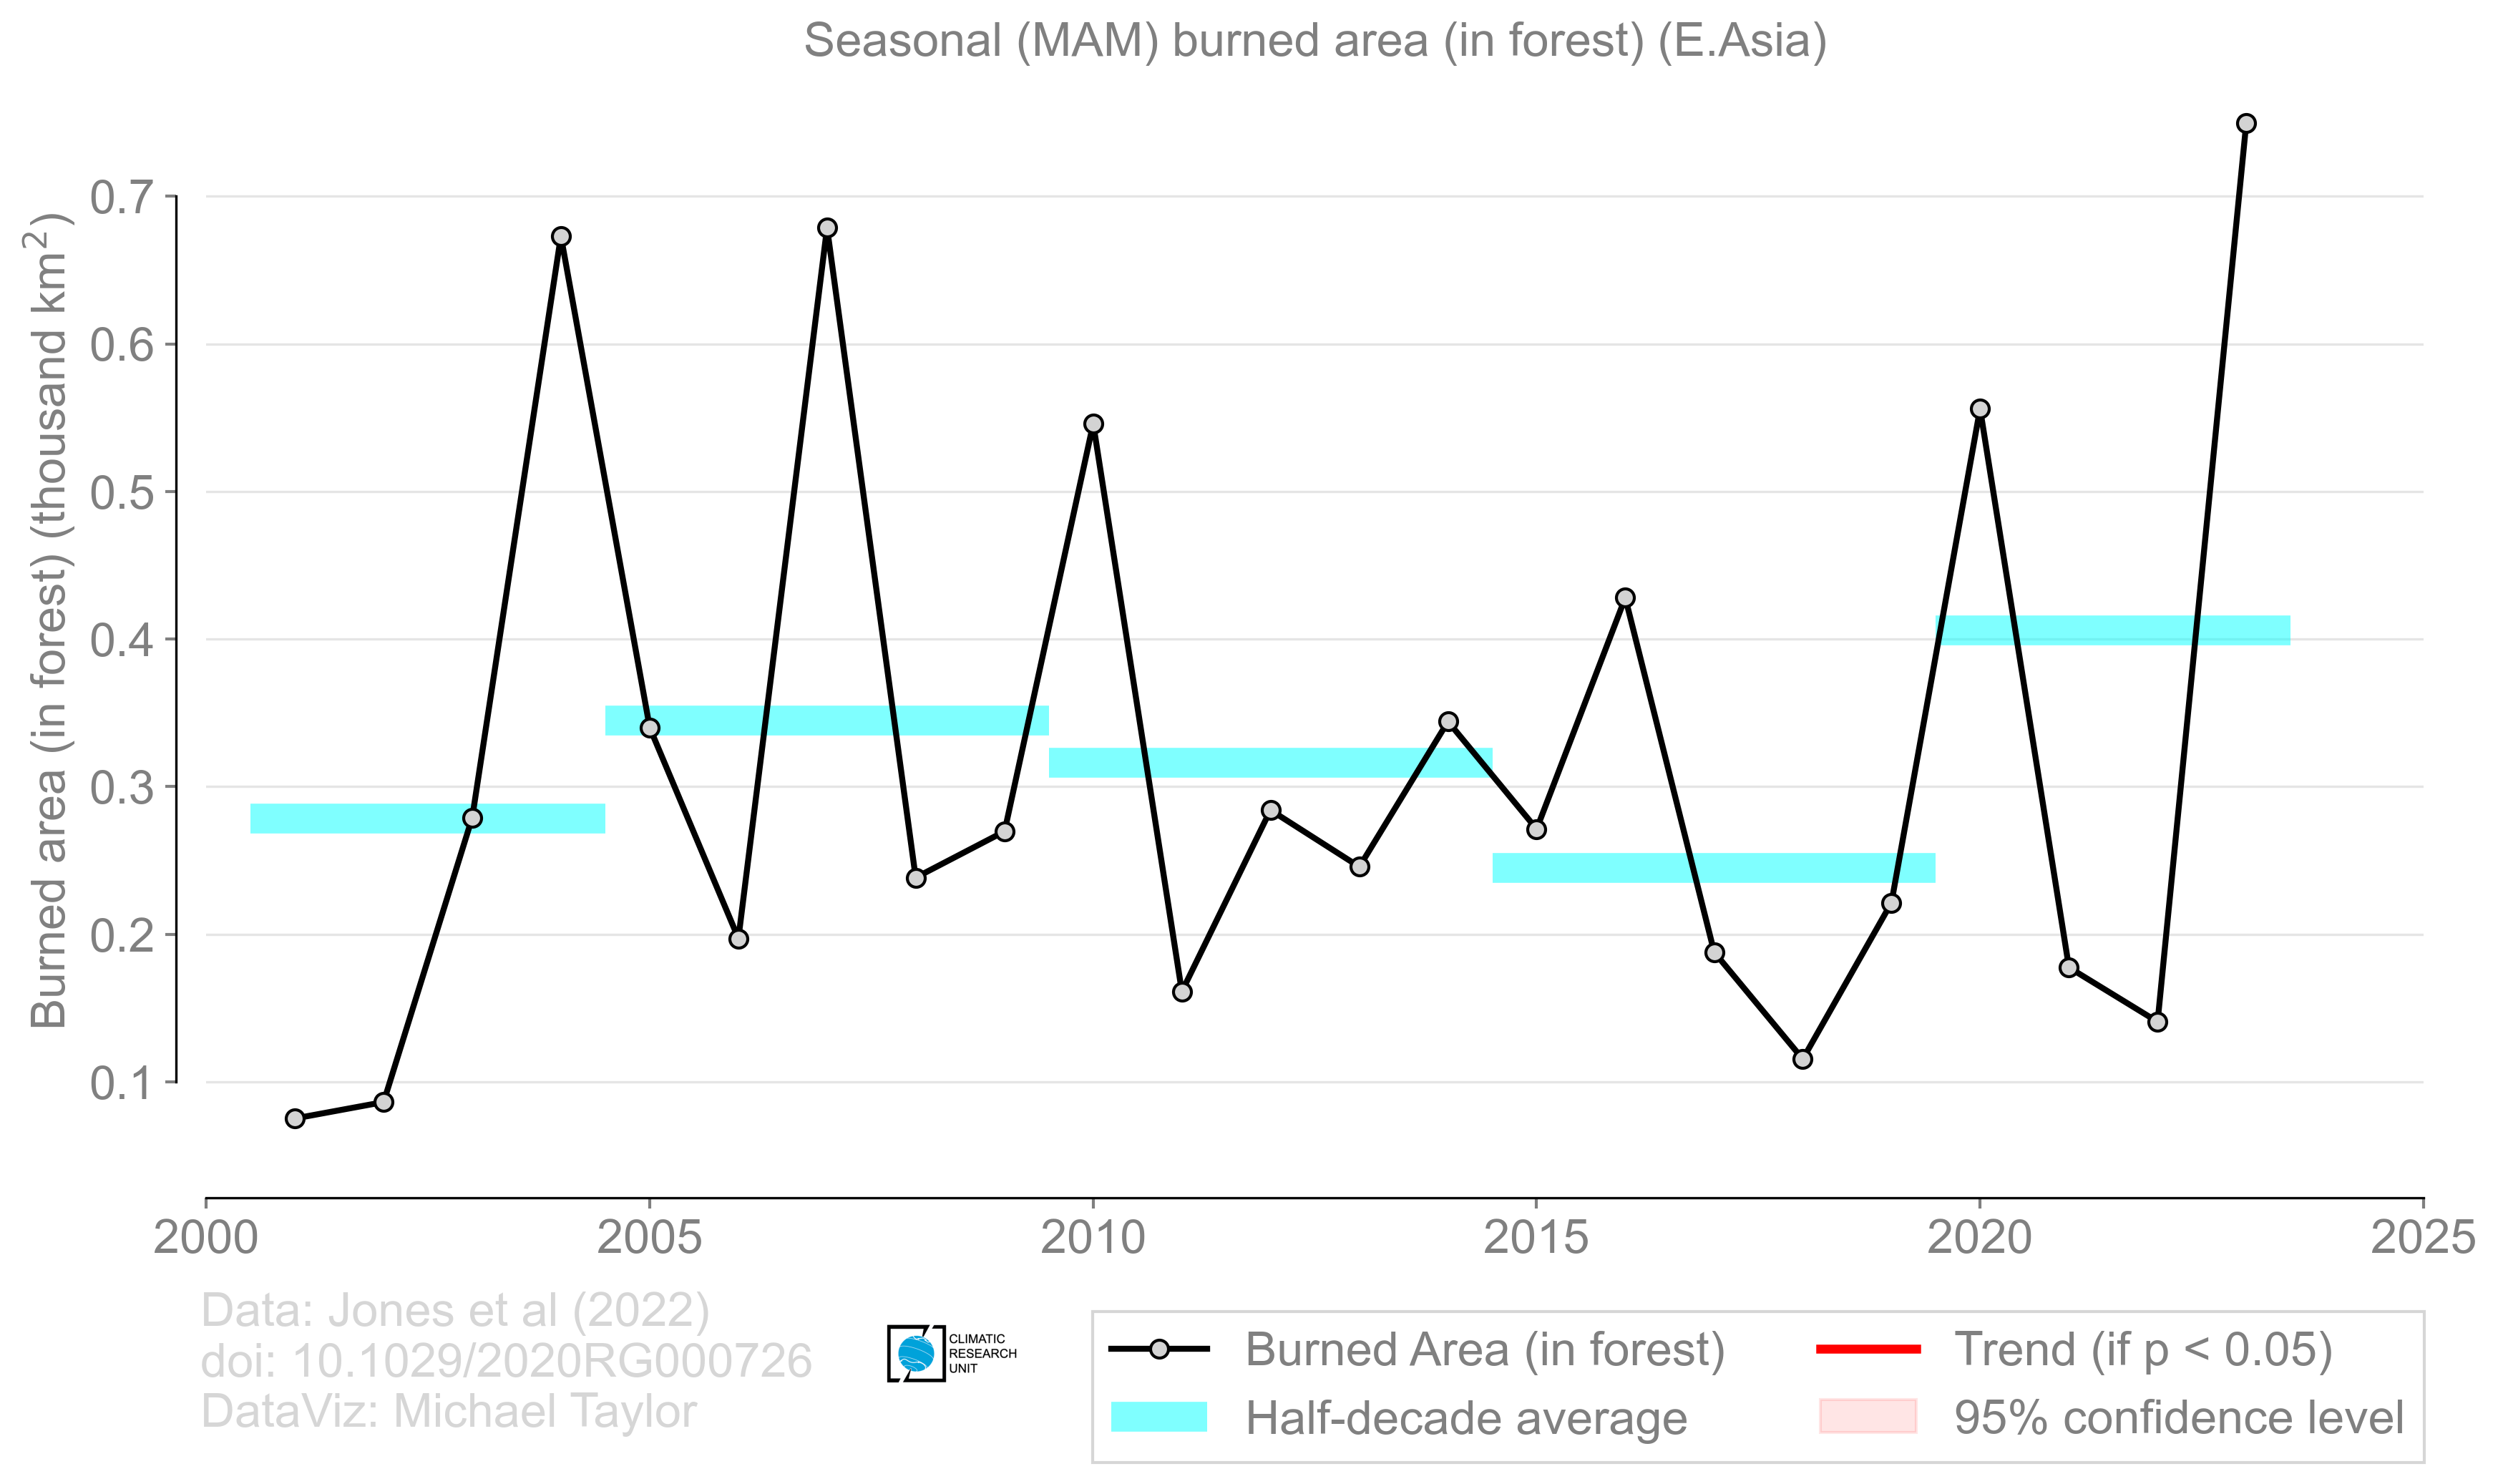 Seasonal (MAM) burned area (in forest) (E.Asia)
Burned area (in forest) (thousand km²)
0.7
0.6
0.5
0.4
0.3
0.2
0.1
2000
2005
2010
2015
2020
2025
Data: Jones et al (2022)
doi: 10.1029/2020RG000726
DataViz: Michael Taylor
CLIMATIC
RESEARCH
UNIT
Burned Area (in forest)
Half-decade average
Trend (if p < 0.05)
95% confidence level